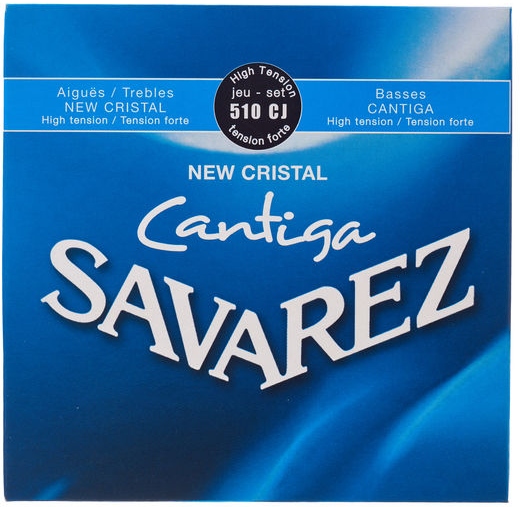 Aiguës / Trebles
NEW CRISTAL
High tension / Tension forte
High Tension
jeu - set
510 CJ
tension forte
Basses
CANTIGA
High tension / Tension forte
NEW CRISTAL
Cantiga
SAVAREZ